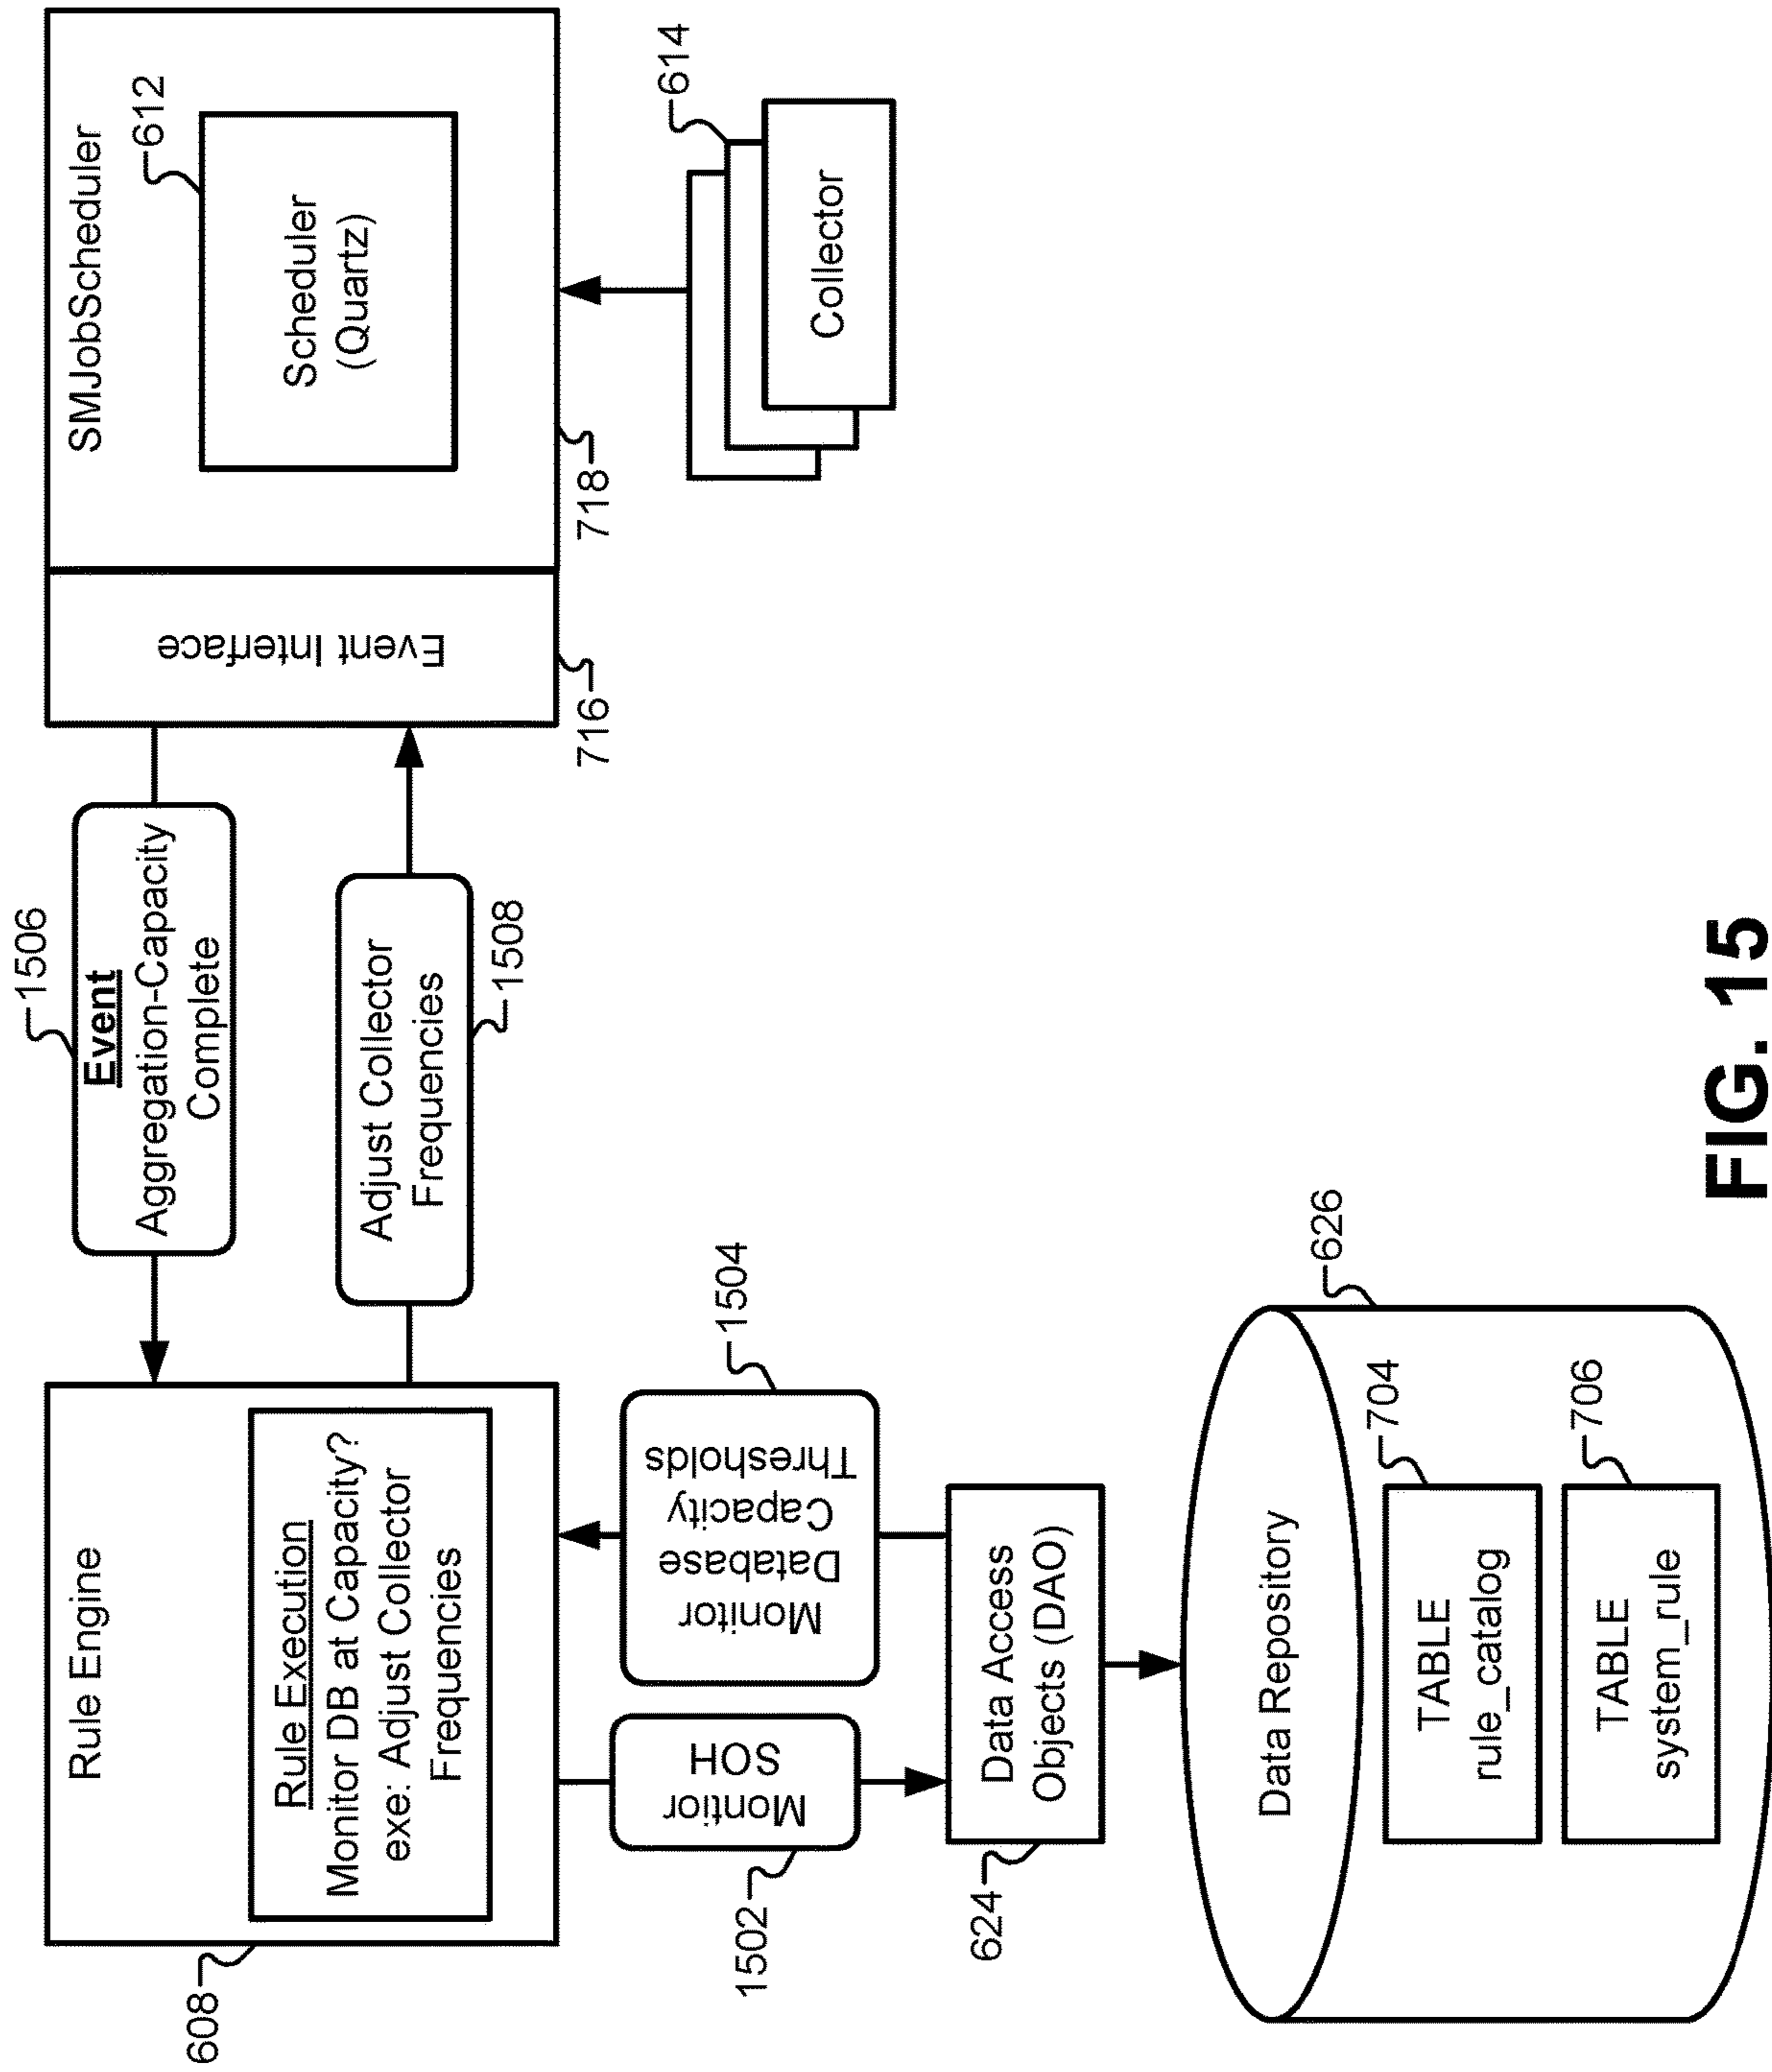 608
Rule Engine
Rule Execution
Monitor DB at Capacity?
exe: Adjust Collector
Frequencies
1506
Event
Aggregation-Capacity
Complete
Adjust Collector
Frequencies
1508
Event Interface
716
SMJobScheduler
612
Scheduler
(Quartz)
718
614
Collector
1502
Montior
SOH
1504
Monitor
Database
Capacity
Thresholds
624
Data Access
Objects (DAO)
626
Data Repository
704
TABLE
rule_catalog
706
TABLE
system_rule
FIG. 15